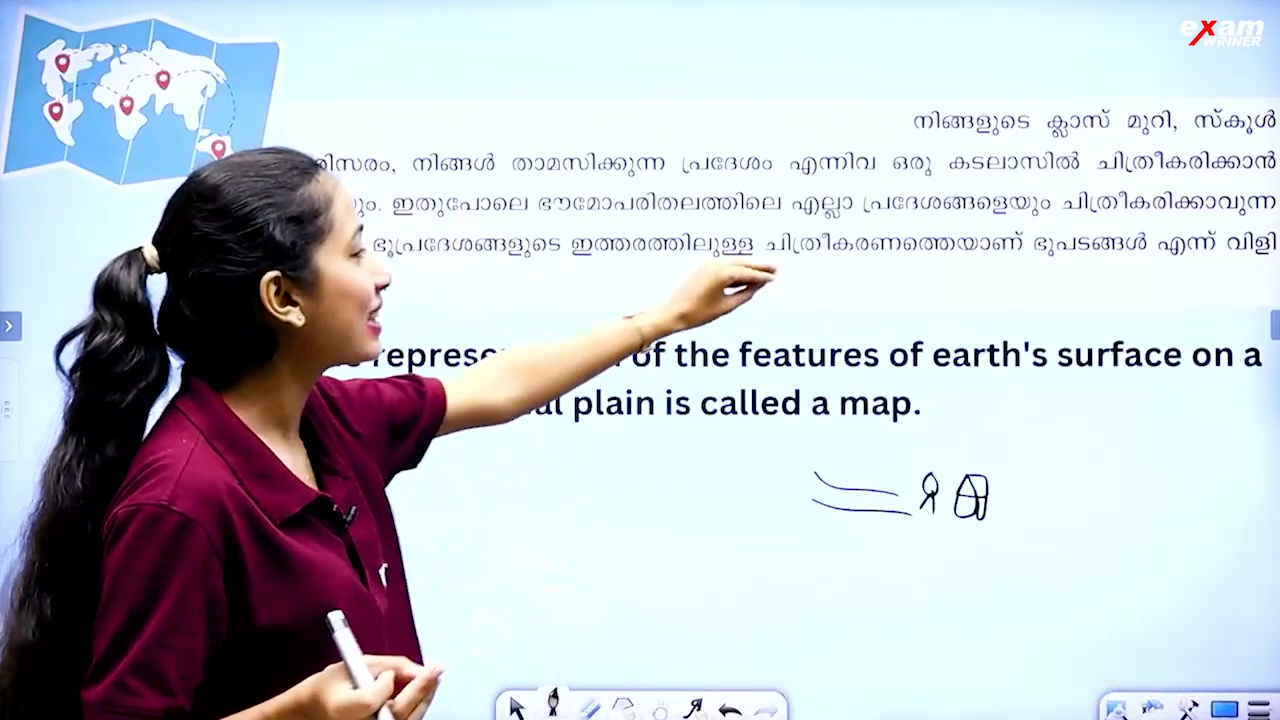 exam
WINNER
നിങ്ങളുടെ ക്ലാസ് മുറി, സ്കൂൾ
നിങ്ങൾ താമസിക്കുന്ന പ്രദേശം എന്നിവ ഒരു കടലാസിൽ ചിത്രീകരിക്കാൻ
ഇതുപോലെ ഭൗമോപരിതലത്തിലെ എല്ലാ പ്രദേശങ്ങളെയും ചിത്രീകരിക്കാവുന്ന
ഭൂപ്രദേശങ്ങളുടെ ഇത്തരത്തിലുള്ള ചിത്രീകരണത്തെയാണ് ഭൂപടങ്ങൾ എന്ന് വിളി
of the features of earth's surface on a
plain is called a map.